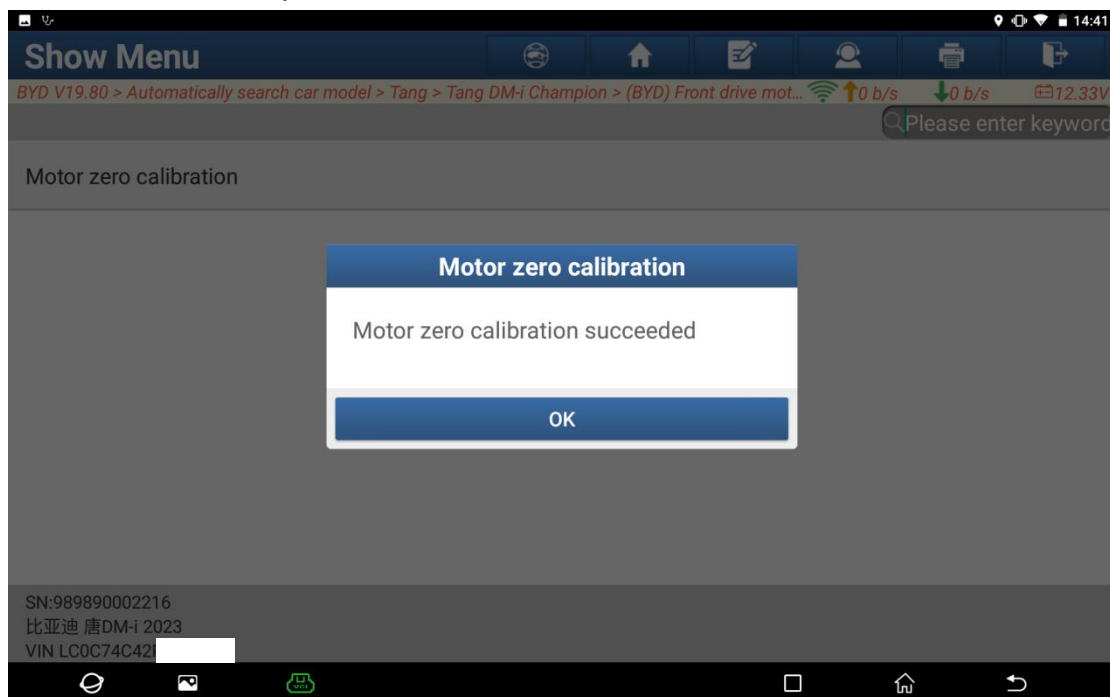 14:41
Show Menu
BYD V19.80 > Automatically search car model > Tang > Tang DM-i Champion > (BYD) Front drive mot... 0 b/s 0 b/s 12.33V
Please enter keyword
Motor zero calibration
Motor zero calibration
Motor zero calibration succeeded
OK
SN:989890002216
比亚迪 唐DM-i 2023
VIN LC0C74C42
VCI